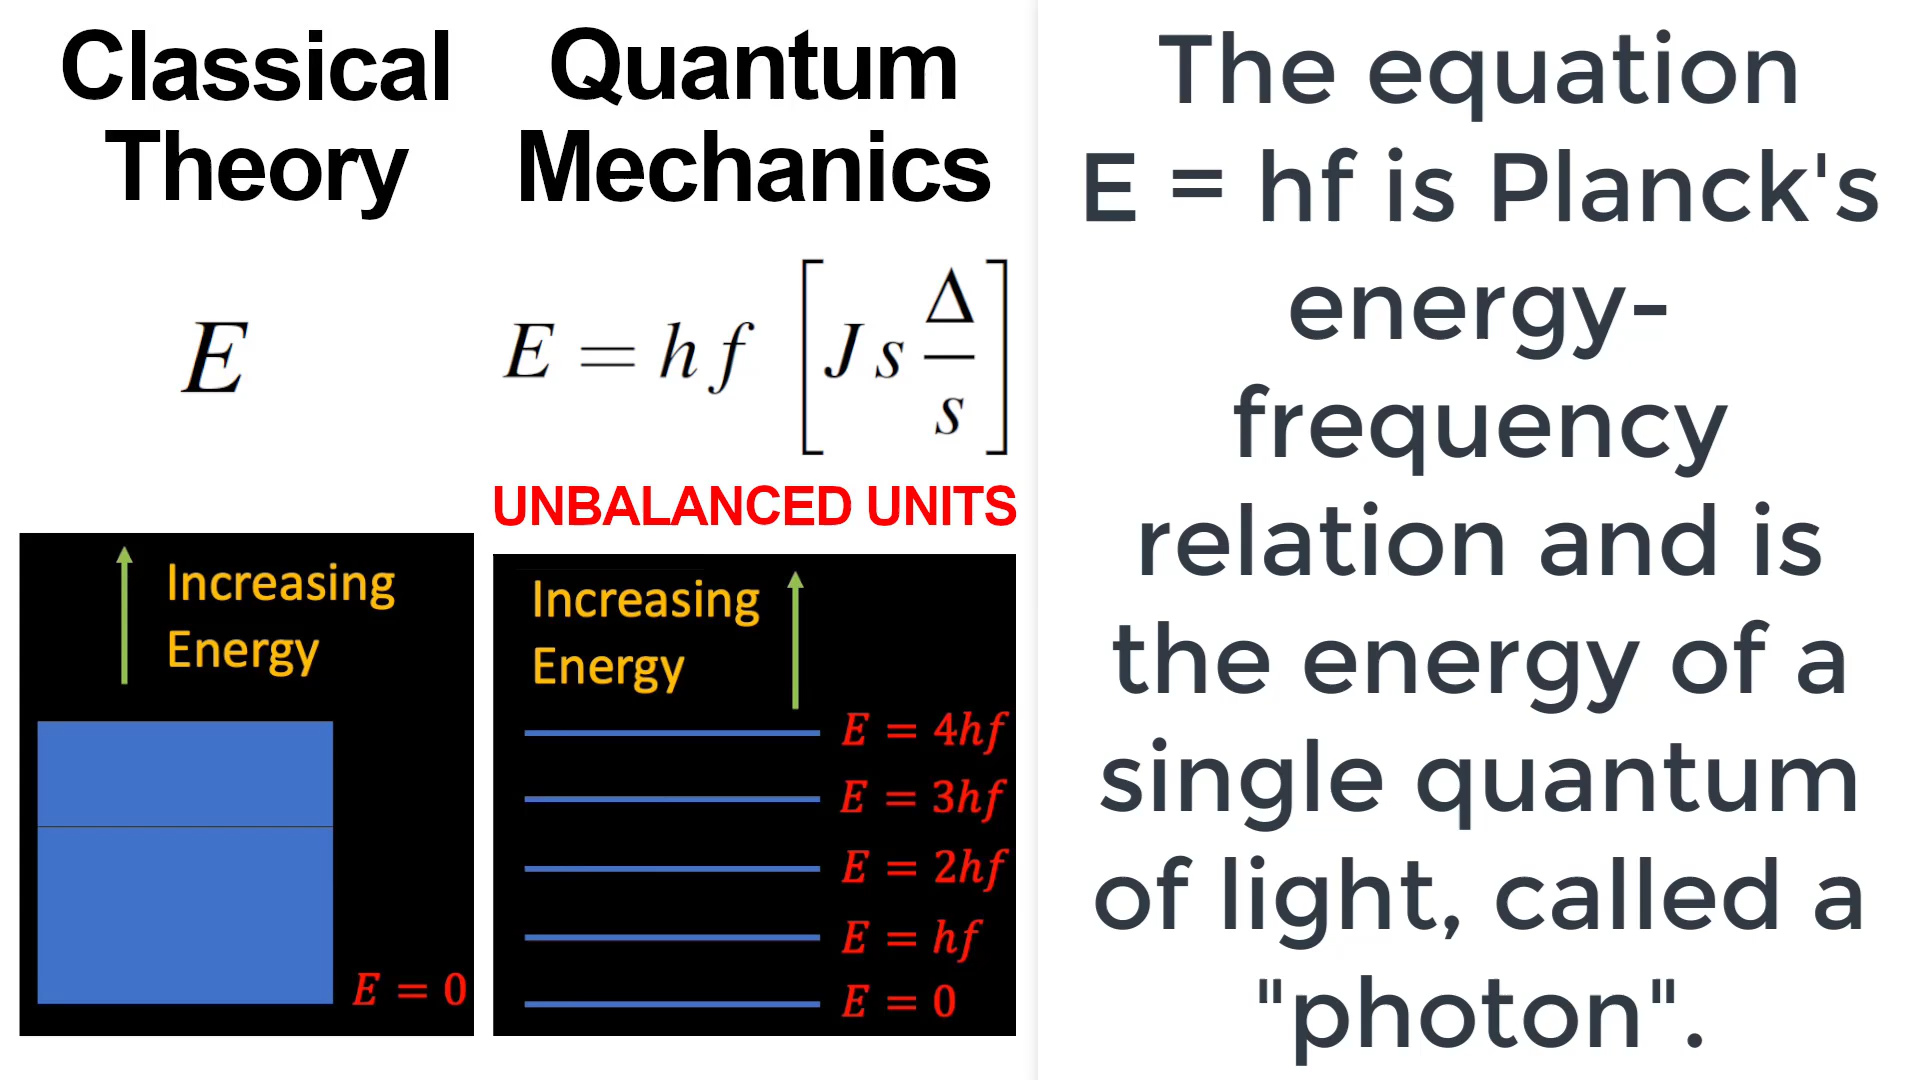 Classical
Theory
E
Increasing
Energy
E = 0
Quantum
Mechanics
E = h f [J s Δ/s]
UNBALANCED UNITS
Increasing
Energy
E = 4hf
E = 3hf
E = 2hf
E = hf
E = 0
The equation
E = hf is Planck's
energy-
frequency
relation and is
the energy of a
single quantum
of light, called a
"photon".